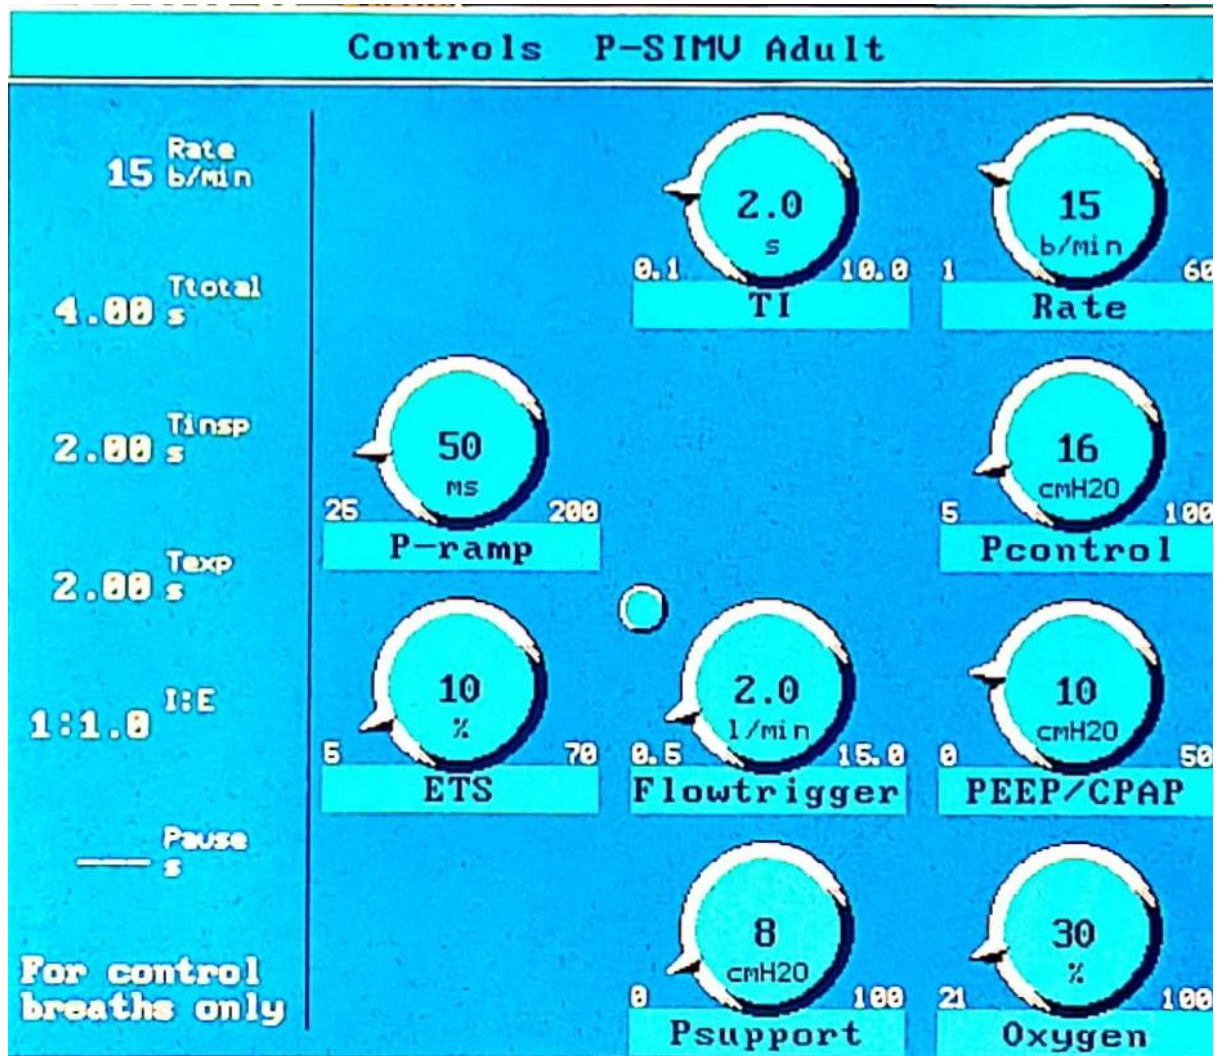 Controls P-SIMV Adult
15 Rate b/min
4.00 Ttotal s
2.00 Tinsp s
2.00 Texp s
1:1.0 I:E
Pause s
For control
breaths only
2.0
s
0.1 10.0
TI
15
b/min
1 60
Rate
50
ms
25 200
P-ramp
16
cmH2O
5 100
Pcontrol
10
%
5 70
ETS
2.0
l/min
0.5 15.0
Flowtrigger
10
cmH2O
0 50
PEEP/CPAP
8
cmH2O
0 100
Psupport
30
%
21 100
Oxygen